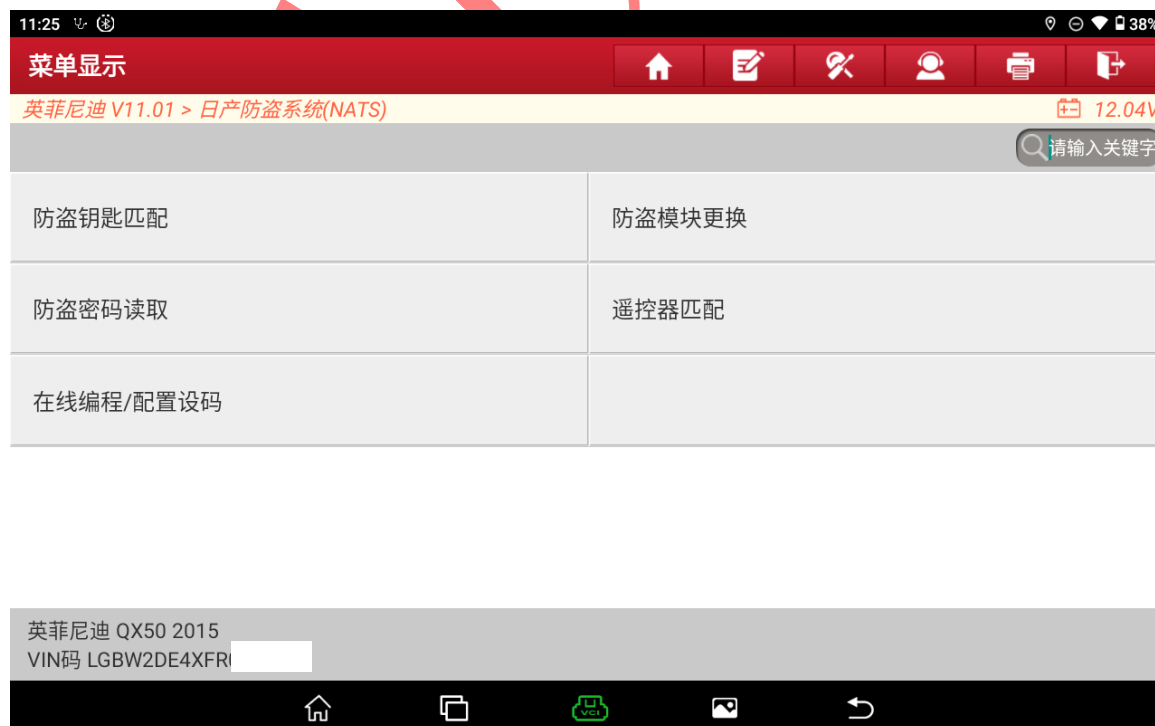 11:25
38%
菜单显示
英菲尼迪 V11.01 > 日产防盗系统(NATS)
12.04V
请输入关键字
防盗钥匙匹配
防盗模块更换
防盗密码读取
遥控器匹配
在线编程/配置设码
英菲尼迪 QX50 2015
VIN码 LGBW2DE4XFR
VCI